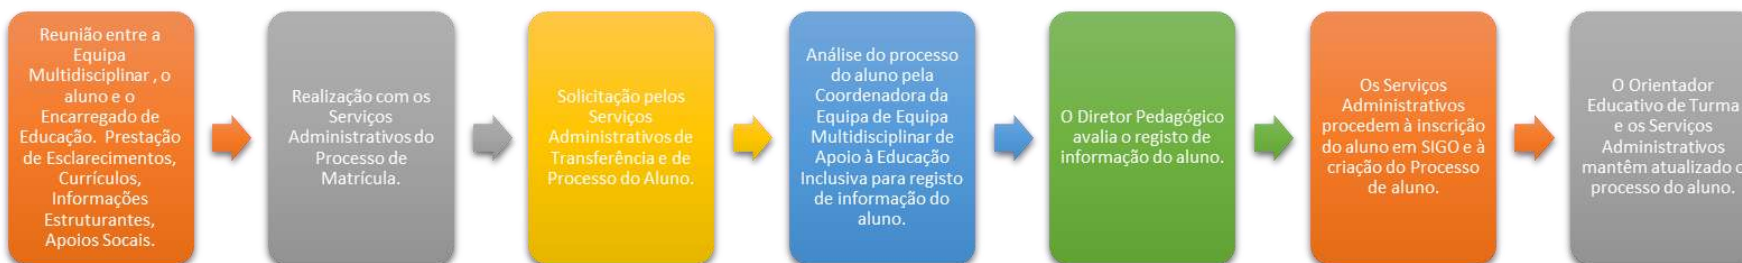 Reunião entre a
Equipa
Multidisciplinar , o
aluno e o
Encarregado de
Educação. Prestação
de Esclarecimentos,
Currículos,
Informações
Estruturantes,
Apoios Socais.
Realização com os
Serviços
Administrativos do
Processo de
Matrícula.
Solicitação pelos
Serviços
Administrativos de
Transferência e de
Processo do Aluno.
Análise do processo
do aluno pela
Coordenadora da
Equipa de Equipa
Multidisciplinar de
Apoio à Educação
Inclusiva para registo
de informação do
aluno.
O Diretor Pedagógico
avalia o registo de
informação do aluno.
Os Serviços
Administrativos
procedem à inscrição
do aluno em SIGO e à
criação do Processo
de aluno.
O Orientador
Educativo de Turma
e os Serviços
Administrativos
mantêm atualizado o
processo do aluno.